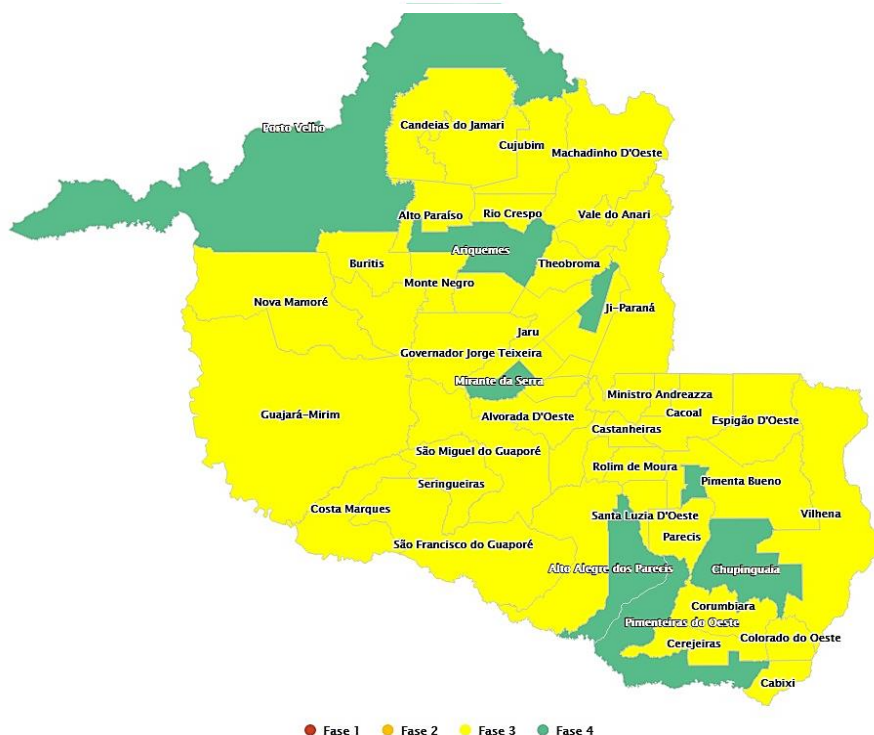 Porto Velho
Candeias do Jamari
Cujubim
Machadinho D'Oeste
Alto Paraíso
Rio Crespo
Vale do Anari
Ariquemes
Buritis
Theobroma
Monte Negro
Nova Mamoré
Ji-Paraná
Jaru
Governador Jorge Teixeira
Mirante da Serra
Ministro Andreazza
Guajará-Mirim
Alvorada D'Oeste
Cacoal
Espigão D'Oeste
Castanheiras
São Miguel do Guaporé
Rolim de Moura
Seringueiras
Pimenta Bueno
Costa Marques
Santa Luzia D'Oeste
Vilhena
Parecis
São Francisco do Guaporé
Alto Alegre dos Parecis
Chupinguaia
Corumbiara
Pimenteiras do Oeste
Colorado do Oeste
Cerejeiras
Cabixi
Fase 1 Fase 2 Fase 3 Fase 4